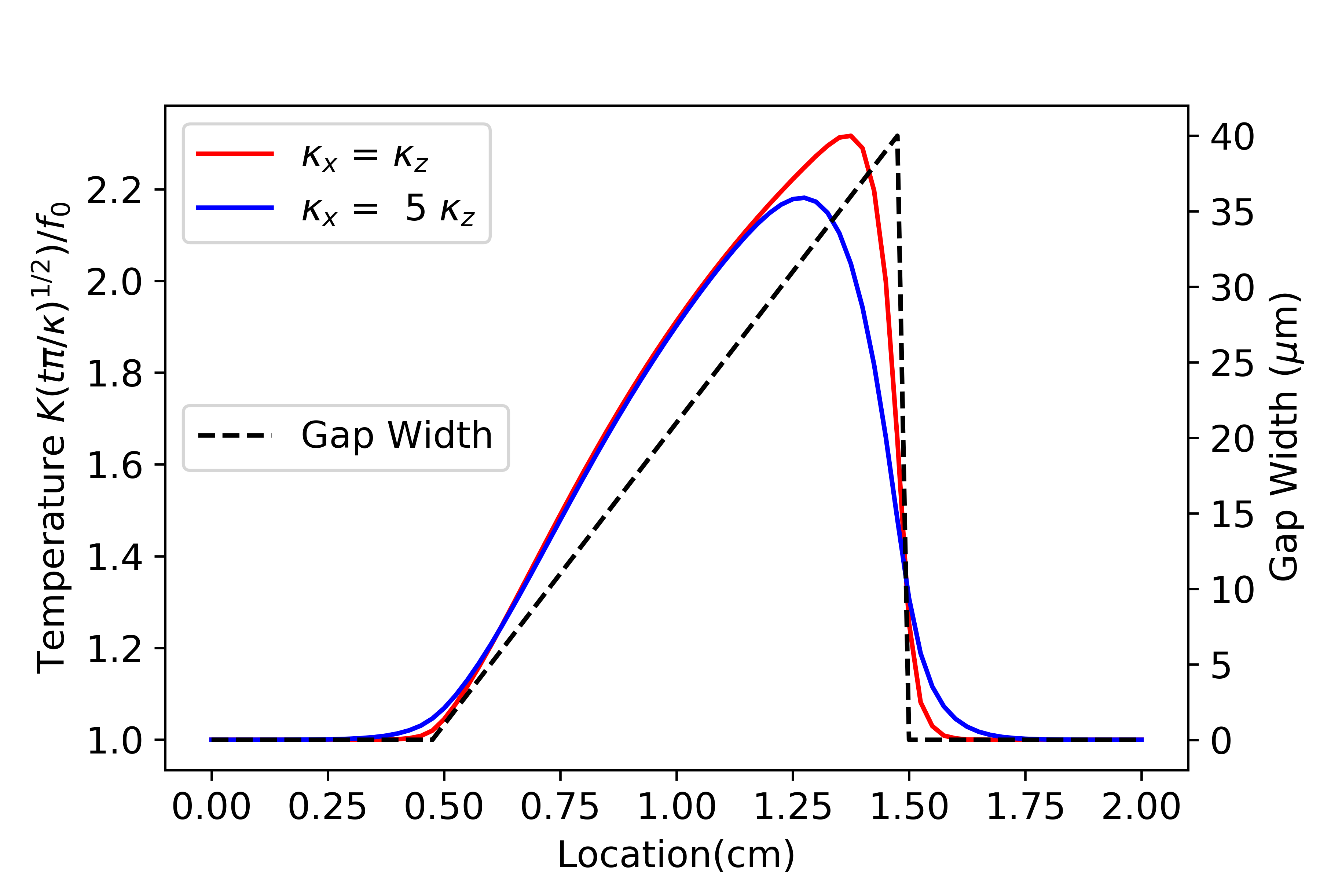 κx = κz
κx = 5 κz
Gap Width
Temperature K(tπ/κ)^1/2)/f0
2.2
2.0
1.8
1.6
1.4
1.2
1.0
40
35
30
25
20
15
10
5
0
Gap Width (μm)
0.00 0.25 0.50 0.75 1.00 1.25 1.50 1.75 2.00
Location(cm)